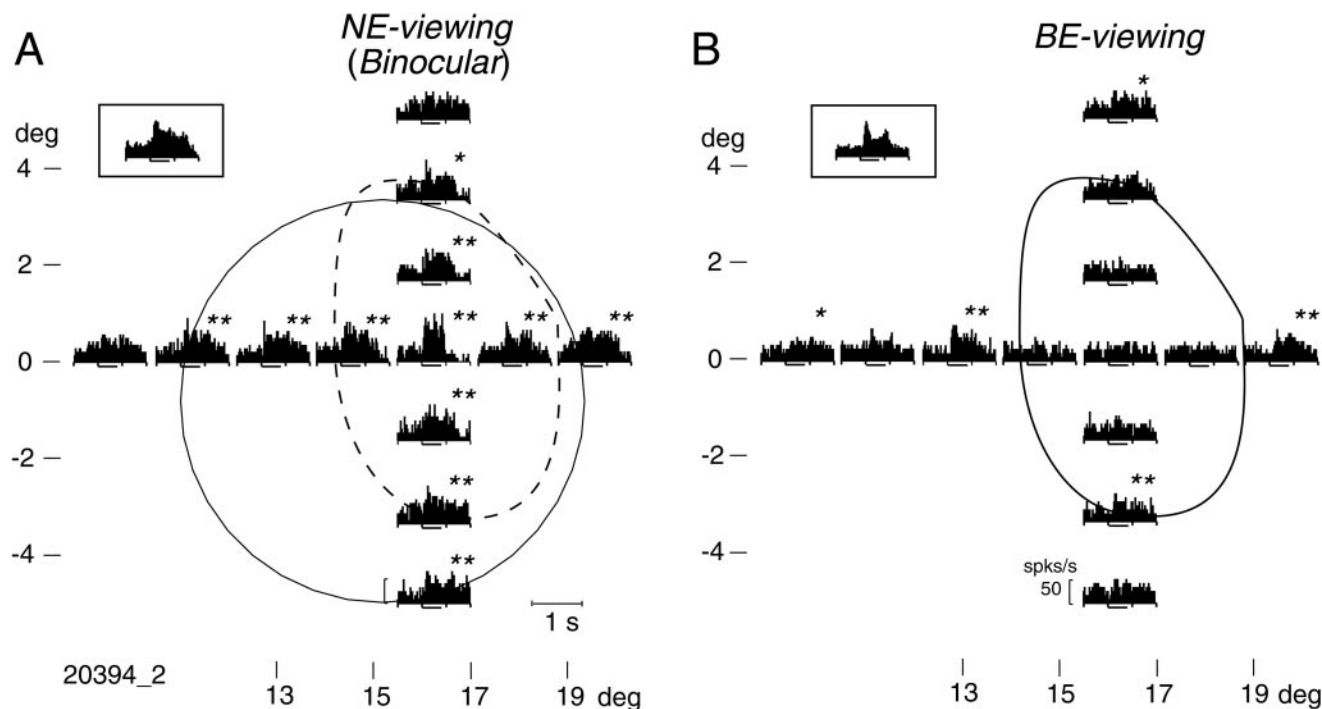 A
NE-viewing
(Binocular)
deg
4
*
**
2
** ** ** ** ** **
0
**
-2
**
-4
**
1 s
20394_2
13 15 17 19 deg
B
BE-viewing
*
deg
4
2
* ** **
0
-2
**
-4
spks/s
50
13 15 17 19 deg